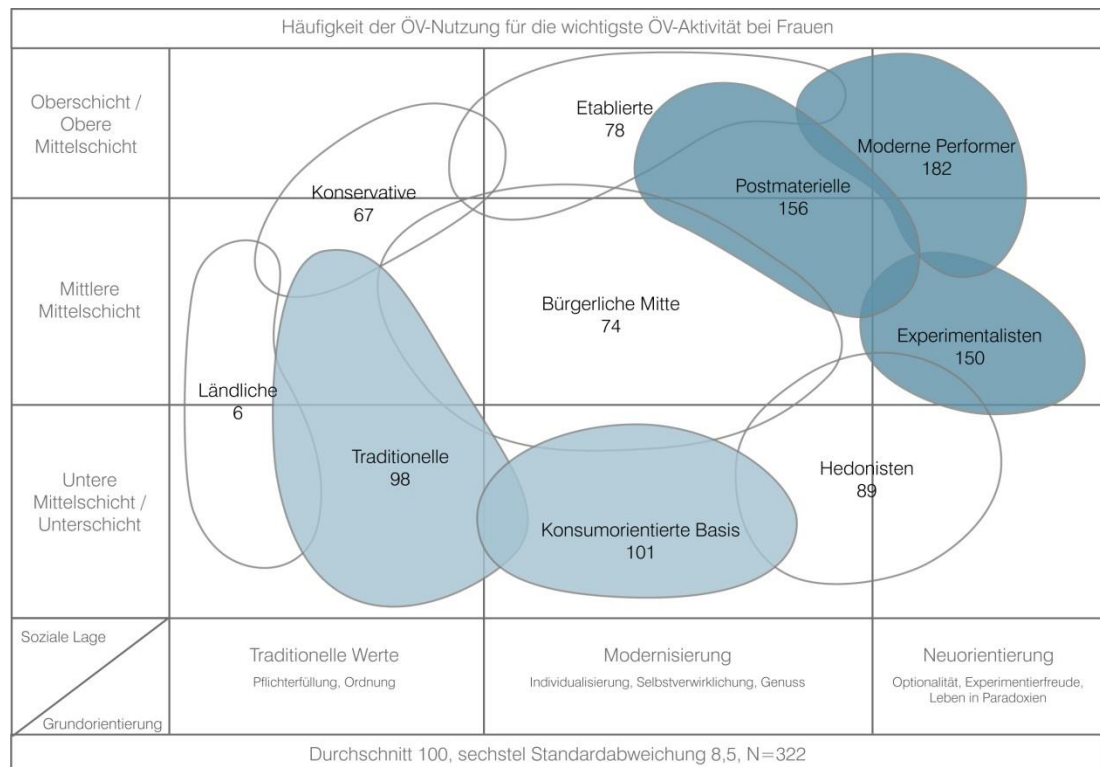 Häufigkeit der ÖV-Nutzung für die wichtigste ÖV-Aktivität bei Frauen
Oberschicht /
Obere
Mittelschicht
Etablierte
78
Moderne Performer
182
Konservative
67
Postmaterielle
156
Mittlere
Mittelschicht
Bürgerliche Mitte
74
Experimentalisten
150
Ländliche
6
Untere
Mittelschicht /
Unterschicht
Traditionelle
98
Hedonisten
89
Konsumorientierte Basis
101
Soziale Lage
Grundorientierung
Traditionelle Werte
Pflichterfüllung, Ordnung
Modernisierung
Individualisierung, Selbstverwirklichung, Genuss
Neuorientierung
Optionalität, Experimentierfreude,
Leben in Paradoxien
Durchschnitt 100, sechstel Standardabweichung 8,5, N=322